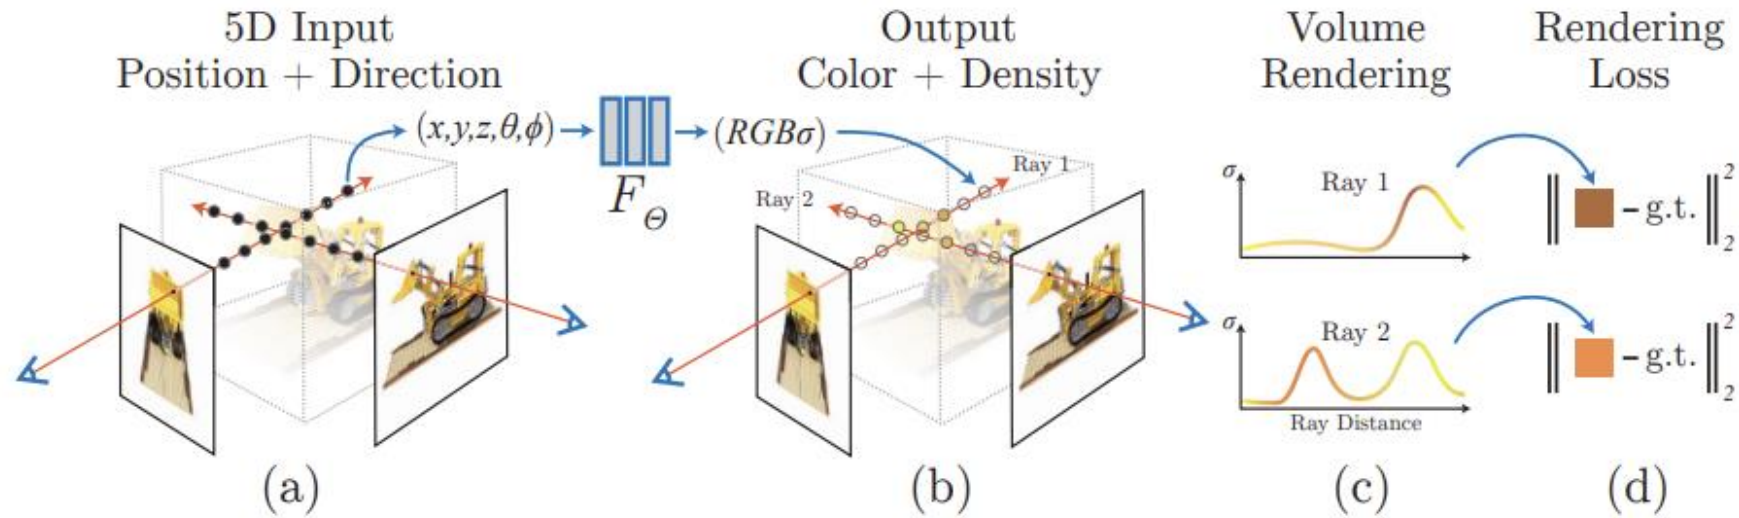 5D Input
Position + Direction
Output
Color + Density
Volume
Rendering
Rendering
Loss
(x,y,z,θ,ϕ)
F_Θ
(RGBσ)
Ray 1
Ray 2
σ
Ray 1
‖ – g.t. ‖²₂
σ
Ray 2
Ray Distance
‖ – g.t. ‖²₂
(a)
(b)
(c)
(d)